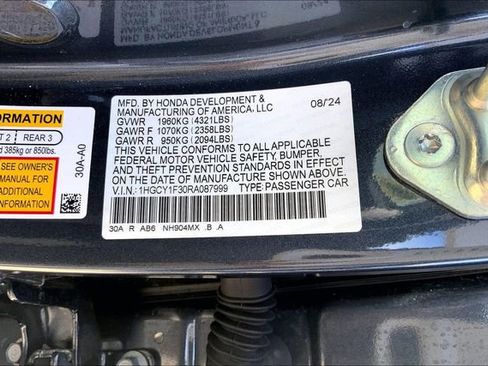 FORMATION
T 2 REAR 3
d 385kg or 850lbs.
SEE OWNER'S
MANUAL FOR
30A-A0
MFD. BY HONDA DEVELOPMENT &
MANUFACTURING OF AMERICA, LLC 08/24
GVWR 1960KG(4321LBS)
GAWR F 1070KG(2358LBS)
GAWR R 950KG(2094LBS)
THIS VEHICLE CONFORMS TO ALL APPLICABLE
FEDERAL MOTOR VEHICLE SAFETY, BUMPER,
AND THEFT PREVENTION STANDARDS IN EFFECT
ON THE DATE OF MANUFACTURE SHOWN ABOVE.
V.I.N.: 1HGCY1F30RA087999 TYPE: PASSENGER CAR
30A R AB6 NH904MX .B .A